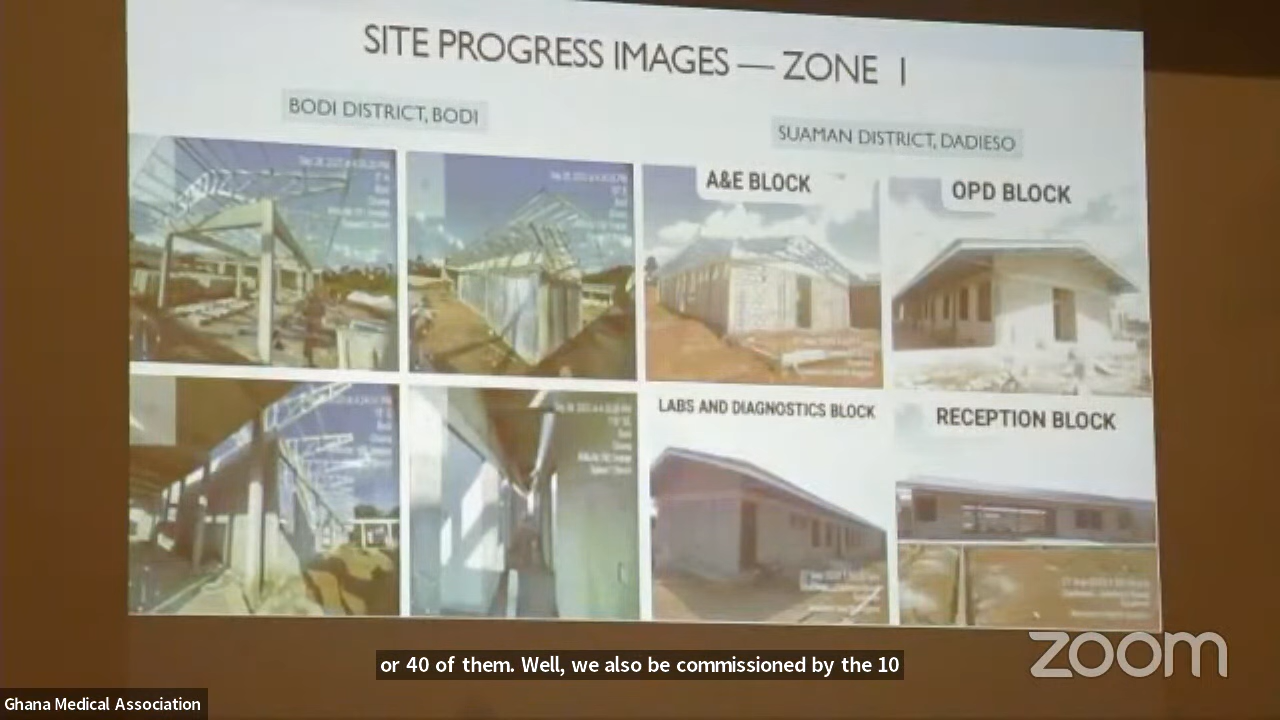 SITE PROGRESS IMAGES — ZONE 1
BODI DISTRICT, BODI
SUAMAN DISTRICT, DADIESO
A&E BLOCK
OPD BLOCK
LABS AND DIAGNOSTICS BLOCK
RECEPTION BLOCK
zoom
or 40 of them. Well, we also be commissioned by the 10
Ghana Medical Association